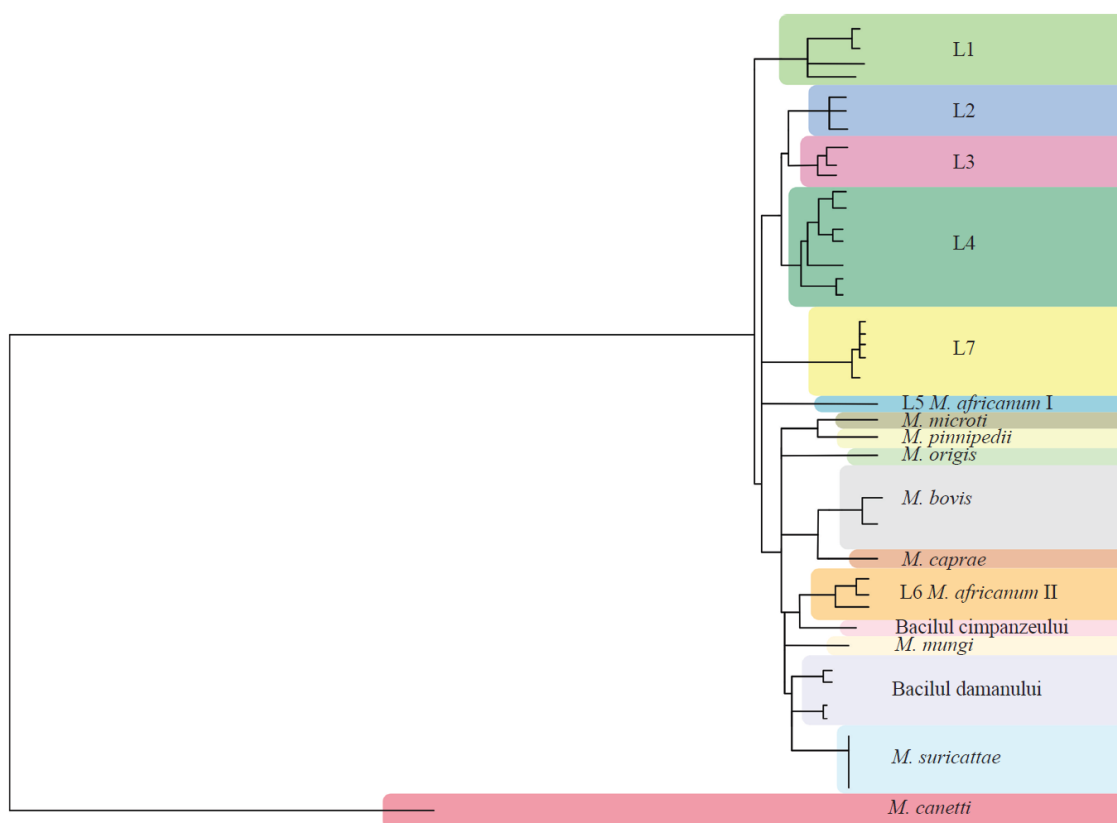 L1
L2
L3
L4
L7
L5 M. africanum I
M. microti
M. pinnipedii
M. origis
M. bovis
M. caprae
L6 M. africanum II
Bacilul cimpanzeului
M. mungi
Bacilul damanului
M. suricattae
M. canetti